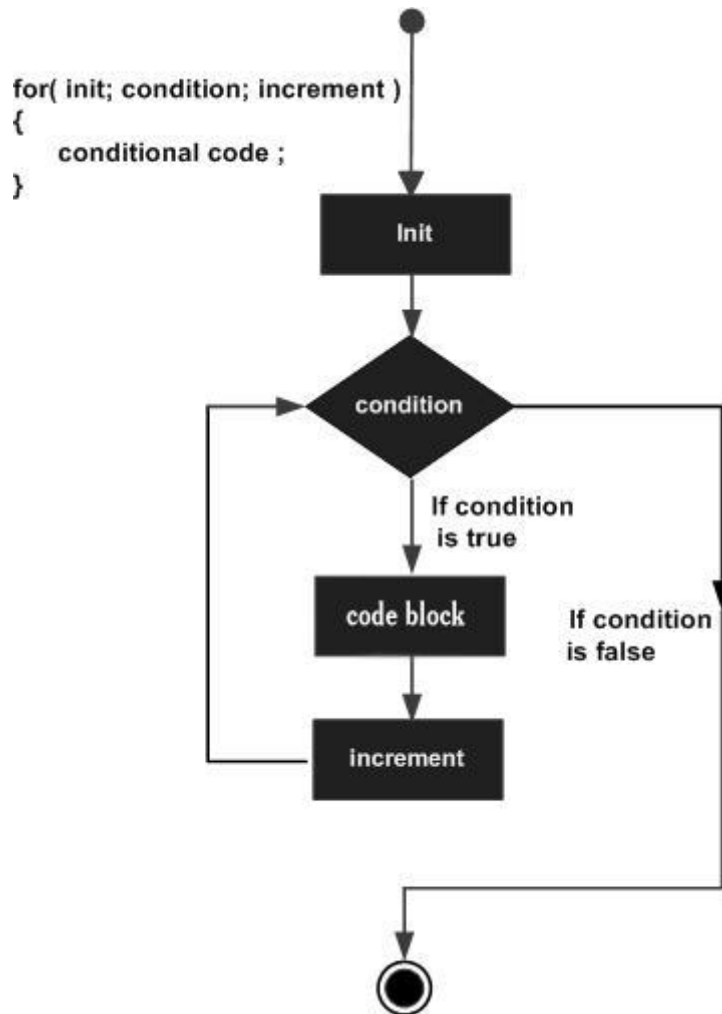 for( init; condition; increment )
{
conditional code ;
}
Init
condition
If condition
is true
code block
If condition
is false
increment